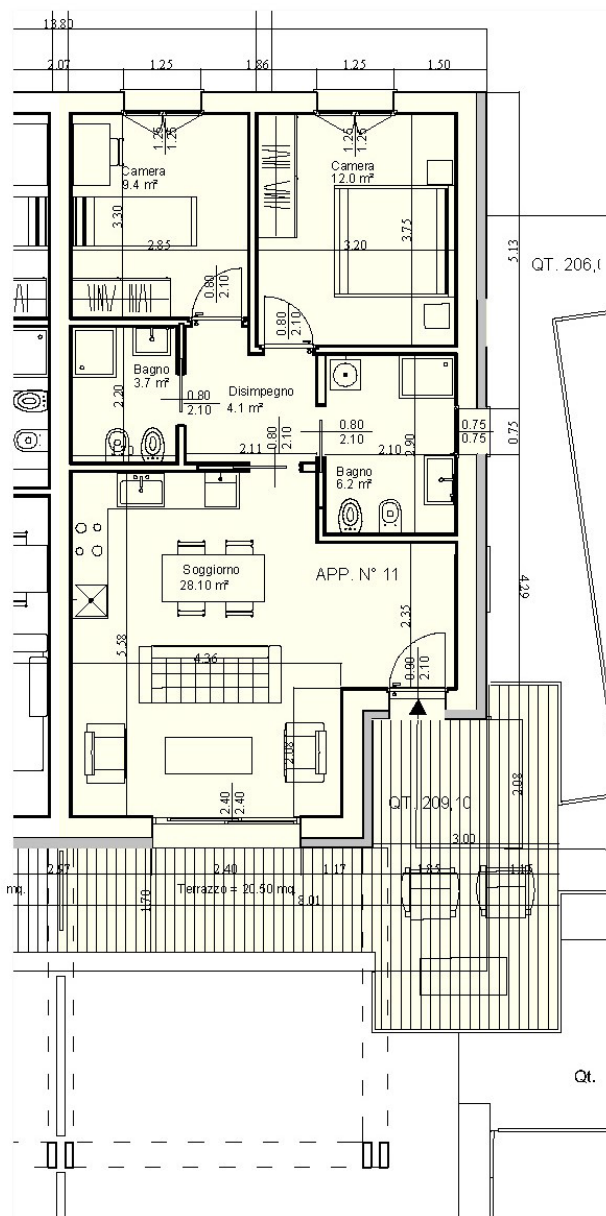 13.80
2.07
1.25
1.86
1.25
1.50
1.25
1.25
1.25
1.25
Camera
9.4 m²
Camera
12.0 m²
3.30
2.85
3.75
3.20
5.13
QT. 206,
0.80
2.10
0.80
2.10
Bagno
3.7 m²
2.20
0.80
2.10
Disimpegno
4.1 m²
0.80
2.10
0.80
2.10
2.90
0.75
0.75
0.75
2.11
2.10
Bagno
6.2 m²
Soggiorno
28.10 m²
APP. N° 11
4.29
2.35
5.58
4.36
0.90
2.10
2.08
2.40
2.40
QT. 209,10
2.08
3.00
2.40
1.17
1.85
1.15
mq.
Terrazzo = 20.50 mq.
1.70
8.01
Qt.